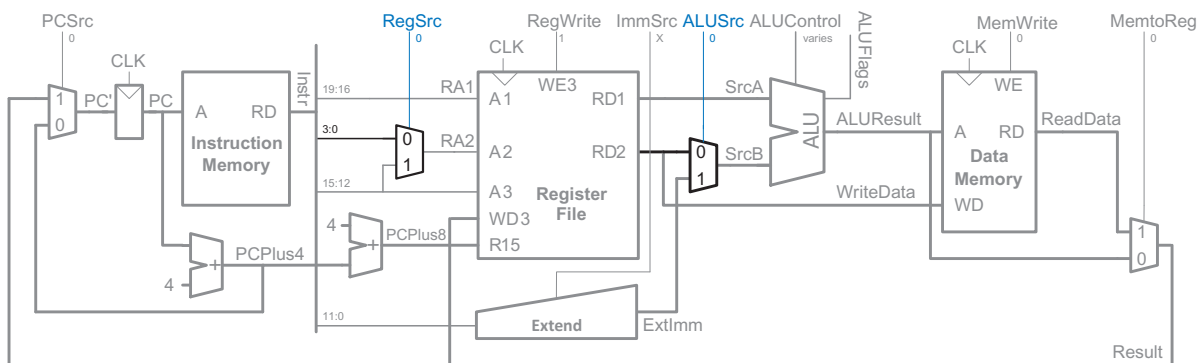 PCSrc
0
RegSrc
0
RegWrite
1
ImmSrc
X
ALUSrc
0
ALUControl
varies
ALUFlags
MemWrite
0
MemtoReg
0
CLK
CLK
CLK
1
0
PC'
PC
A
RD
Instruction
Memory
Instr
19:16
3:0
15:12
11:0
RA1
0
1
RA2
A1
A2
A3
WD3
R15
WE3
RD1
RD2
Register
File
SrcA
0
1
SrcB
ALU
ALUResult
WriteData
A
RD
Data
Memory
WD
WE
ReadData
1
0
4
+
PCPlus4
4
+
PCPlus8
Extend
ExtImm
Result